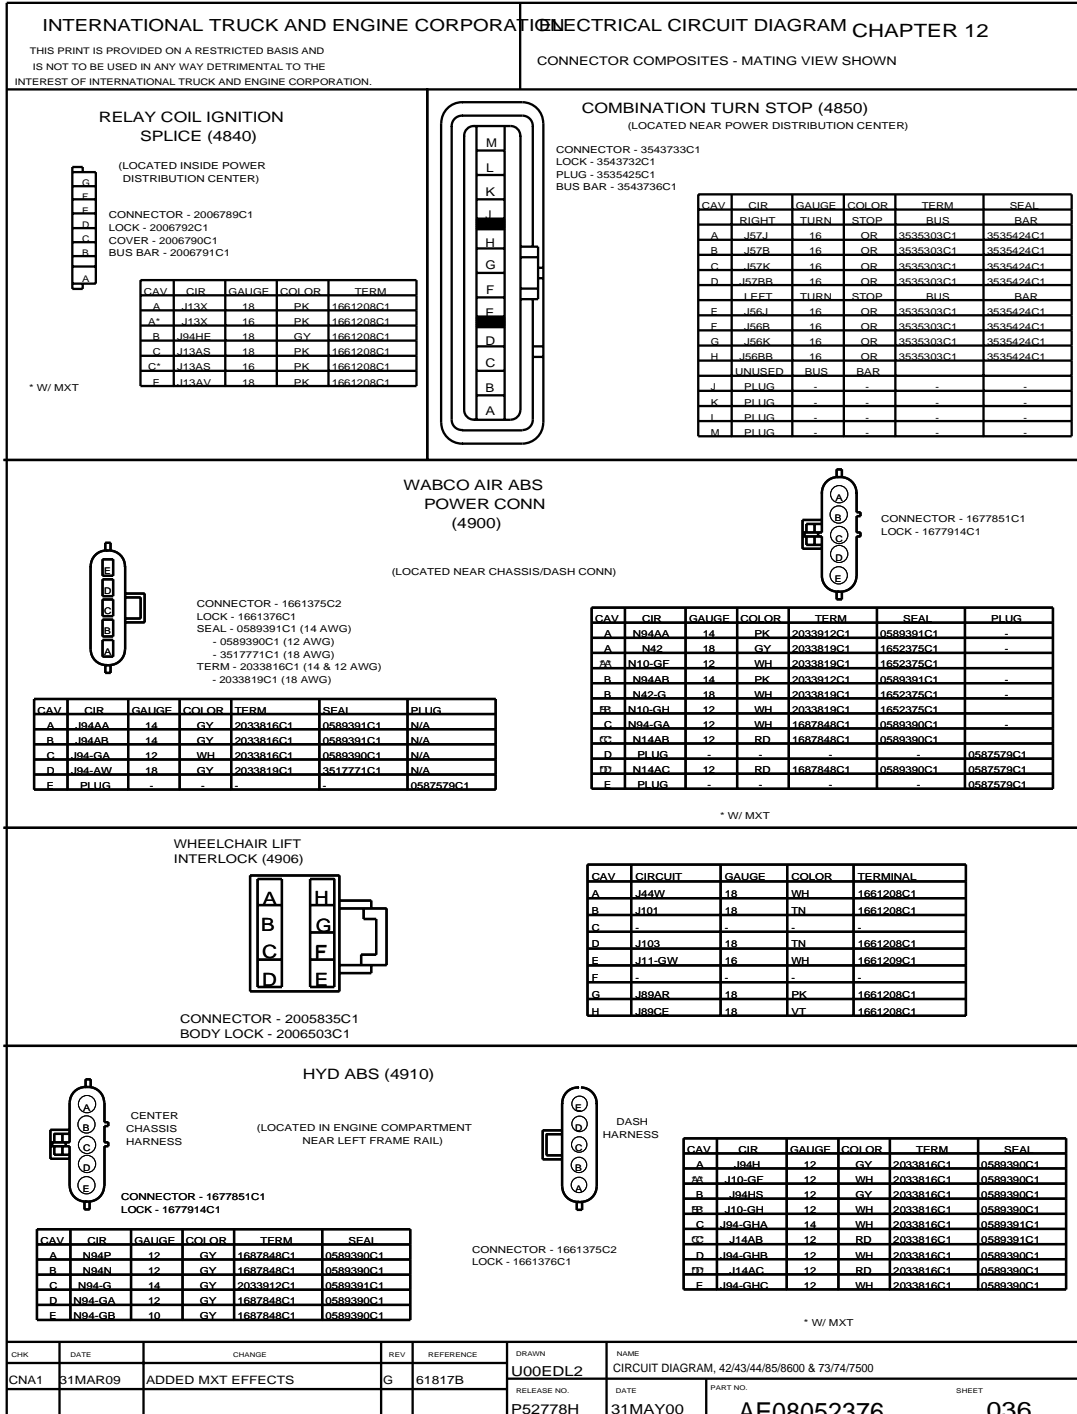 INTERNATIONAL TRUCK AND ENGINE CORPORATION
ELECTRICAL CIRCUIT DIAGRAM CHAPTER 12
THIS PRINT IS PROVIDED ON A RESTRICTED BASIS AND
IS NOT TO BE USED IN ANY WAY DETRIMENTAL TO THE
INTEREST OF INTERNATIONAL TRUCK AND ENGINE CORPORATION.
CONNECTOR COMPOSITES - MATING VIEW SHOWN
RELAY COIL IGNITION
SPLICE (4840)
(LOCATED INSIDE POWER
DISTRIBUTION CENTER)
G
F
E
D
C
B
A
CONNECTOR - 2006789C1
LOCK - 2006792C1
COVER - 2006790C1
BUS BAR - 2006791C1
CAV CIR GAUGE COLOR TERM
A J13X 18 PK 1661208C1
A* J13X 16 PK 1661208C1
B J94HE 18 GY 1661208C1
C J13AS 18 PK 1661208C1
C* J13AS 16 PK 1661208C1
F J13AV 18 PK 1661208C1
* W/ MXT
COMBINATION TURN STOP (4850)
(LOCATED NEAR POWER DISTRIBUTION CENTER)
M
L
K
J
H
G
F
E
D
C
B
A
CONNECTOR - 3543733C1
LOCK - 3543732C1
PLUG - 3535425C1
BUS BAR - 3543736C1
CAV CIR GAUGE COLOR TERM SEAL
RIGHT TURN STOP BUS BAR
A J57J 16 OR 3535303C1 3535424C1
B J57B 16 OR 3535303C1 3535424C1
C J57K 16 OR 3535303C1 3535424C1
D J57BB 16 OR 3535303C1 3535424C1
LEFT TURN STOP BUS BAR
E J56J 16 OR 3535303C1 3535424C1
F J56B 16 OR 3535303C1 3535424C1
G J56K 16 OR 3535303C1 3535424C1
H J56BB 16 OR 3535303C1 3535424C1
UNUSED BUS BAR
J PLUG - - - -
K PLUG - - - -
L PLUG - - - -
M PLUG - - - -
WABCO AIR ABS
POWER CONN
(4900)
(LOCATED NEAR CHASSIS/DASH CONN)
E
D
C
B
A
CONNECTOR - 1661375C2
LOCK - 1661376C1
SEAL - 0589391C1 (14 AWG)
- 0589390C1 (12 AWG)
- 3517771C1 (18 AWG)
TERM - 2033816C1 (14 & 12 AWG)
- 2033819C1 (18 AWG)
CAV CIR GAUGE COLOR TERM SEAL PLUG
A J94AA 14 GY 2033816C1 0589391C1 N/A
B J94AB 14 GY 2033816C1 0589391C1 N/A
C J94-GA 12 WH 2033816C1 0589390C1 N/A
D J94-AW 18 GY 2033819C1 3517771C1 N/A
E PLUG - - - - 0587579C1
A
B
C
D
E
CONNECTOR - 1677851C1
LOCK - 1677914C1
CAV CIR GAUGE COLOR TERM SEAL PLUG
A N94AA 14 PK 2033912C1 0589391C1 -
A N42 18 GY 2033819C1 1652375C1 -
N10-GF 12 WH 2033819C1 1652375C1
B N94AB 14 PK 2033912C1 0589391C1 -
B N42-G 18 WH 2033819C1 1652375C1 -
N10-GH 12 WH 2033819C1 1652375C1
C N94-GA 12 WH 1687848C1 0589390C1 -
N14AB 12 RD 1687848C1 0589390C1
D PLUG - - - - 0587579C1
N14AC 12 RD 1687848C1 0589390C1 0587579C1
E PLUG - - - - 0587579C1
* W/ MXT
WHEELCHAIR LIFT
INTERLOCK (4906)
A H
B G
C F
D E
CONNECTOR - 2005835C1
BODY LOCK - 2006503C1
CAV CIRCUIT GAUGE COLOR TERMINAL
A J44W 18 WH 1661208C1
B J101 18 TN 1661208C1
C - - - -
D J103 18 TN 1661208C1
E J11-GW 16 WH 1661209C1
F - - - -
G J89AR 18 PK 1661208C1
H J89CE 18 VT 1661208C1
HYD ABS (4910)
(LOCATED IN ENGINE COMPARTMENT
NEAR LEFT FRAME RAIL)
A
B
C
D
E
CENTER
CHASSIS
HARNESS
CONNECTOR - 1677851C1
LOCK - 1677914C1
CAV CIR GAUGE COLOR TERM SEAL
A N94P 12 GY 1687848C1 0589390C1
B N94N 12 GY 1687848C1 0589390C1
C N94-G 14 GY 2033912C1 0589391C1
D N94-GA 12 GY 1687848C1 0589390C1
E N94-GB 10 GY 1687848C1 0589390C1
E
D
C
B
A
DASH
HARNESS
CONNECTOR - 1661375C2
LOCK - 1661376C1
CAV CIR GAUGE COLOR TERM SEAL
A J94H 12 GY 2033816C1 0589390C1
J10-GF 12 WH 2033816C1 0589390C1
B J94HS 12 GY 2033816C1 0589390C1
J10-GH 12 WH 2033816C1 0589390C1
C J94-GHA 14 WH 2033816C1 0589391C1
J14AB 12 RD 2033816C1 0589391C1
D J94-GHB 12 WH 2033816C1 0589390C1
J14AC 12 RD 2033816C1 0589390C1
E J94-GHC 12 WH 2033816C1 0589390C1
* W/ MXT
CHK DATE CHANGE REV REFERENCE
CNA1 31MAR09 ADDED MXT EFFECTS G 61817B
DRAWN
U00EDL2
NAME
CIRCUIT DIAGRAM, 42/43/44/85/8600 & 73/74/7500
RELEASE NO.
P52778H
DATE
31MAY00
PART NO.
AE08052376
SHEET
036